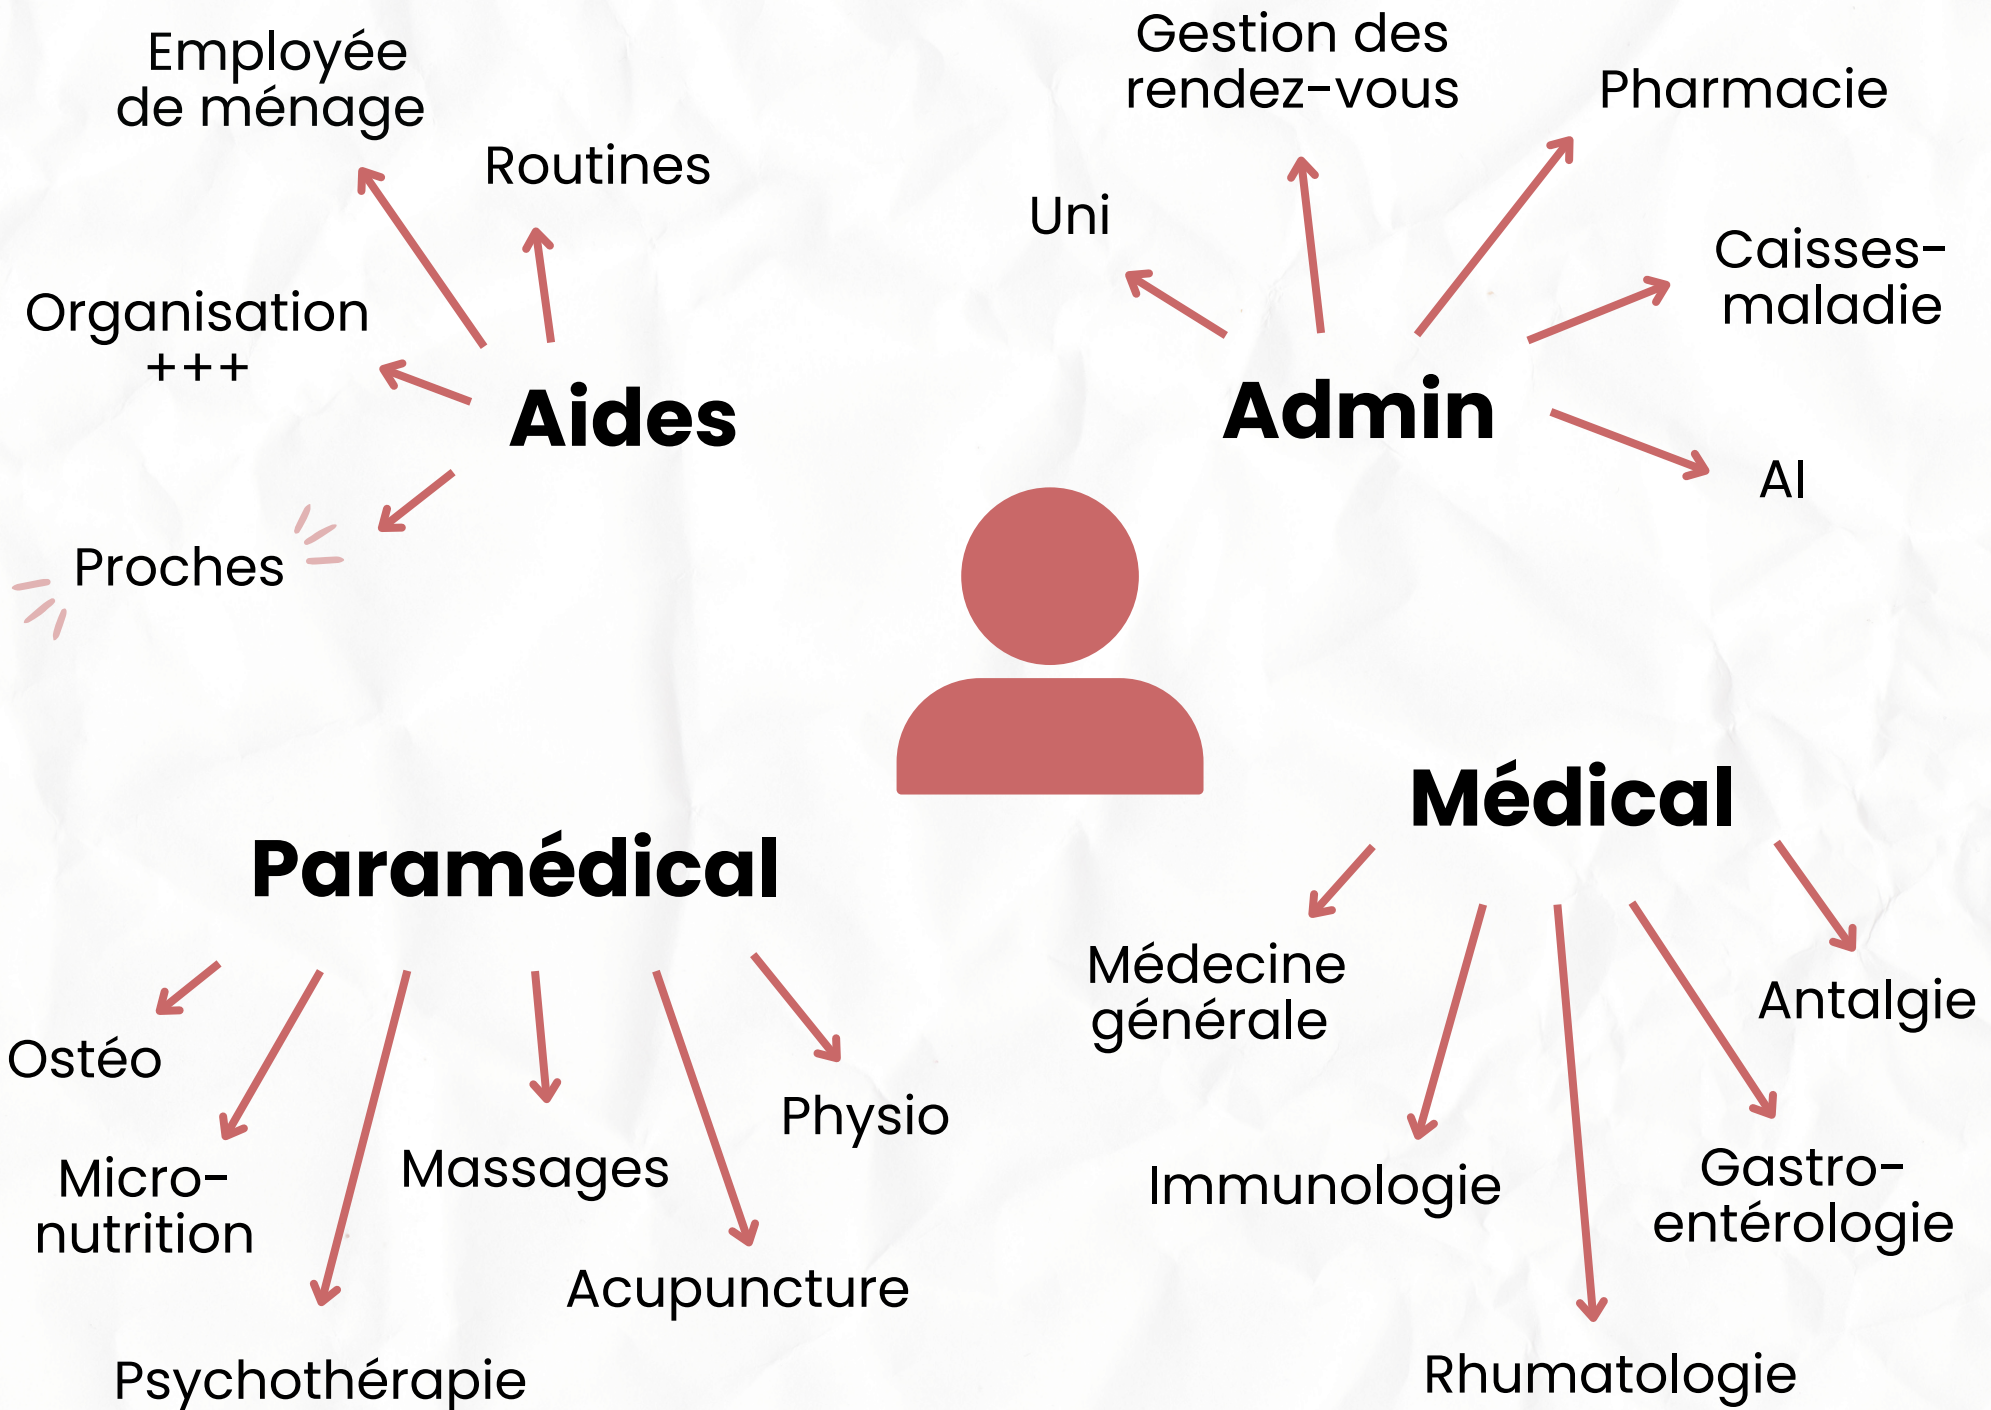 Employée
de ménage
Routines
Organisation
+++
Aides
Proches
Gestion des
rendez-vous
Pharmacie
Uni
Caisses-
maladie
Admin
AI
Paramédical
Ostéo
Micro-
nutrition
Psychothérapie
Massages
Acupuncture
Physio
Médical
Médecine
générale
Immunologie
Rhumatologie
Gastro-
entérologie
Antalgie